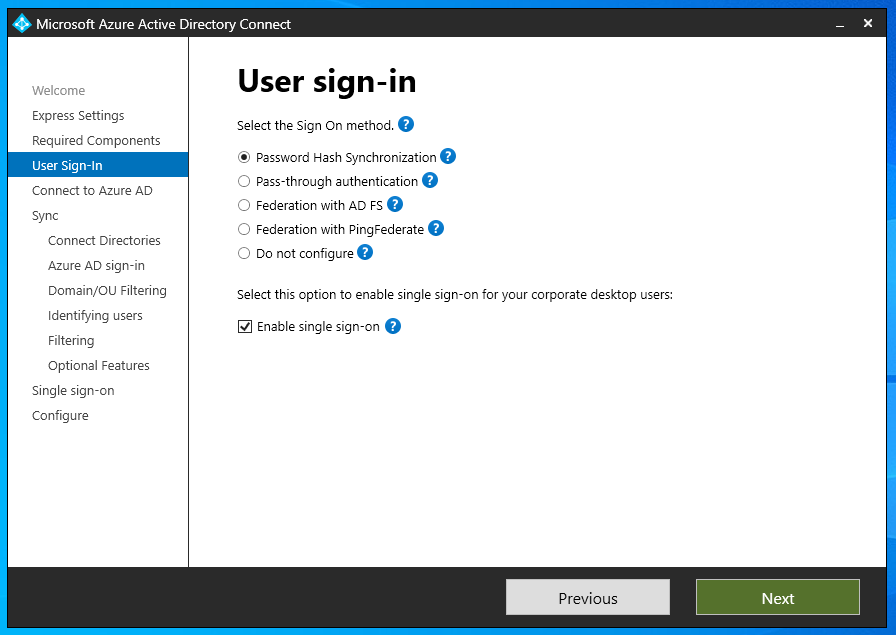 Microsoft Azure Active Directory Connect
Welcome
Express Settings
Required Components
User Sign-In
Connect to Azure AD
Sync
Connect Directories
Azure AD sign-in
Domain/OU Filtering
Identifying users
Filtering
Optional Features
Single sign-on
Configure
User sign-in
Select the Sign On method. ?
Password Hash Synchronization ?
Pass-through authentication ?
Federation with AD FS ?
Federation with PingFederate ?
Do not configure ?
Select this option to enable single sign-on for your corporate desktop users:
Enable single sign-on ?
Previous
Next